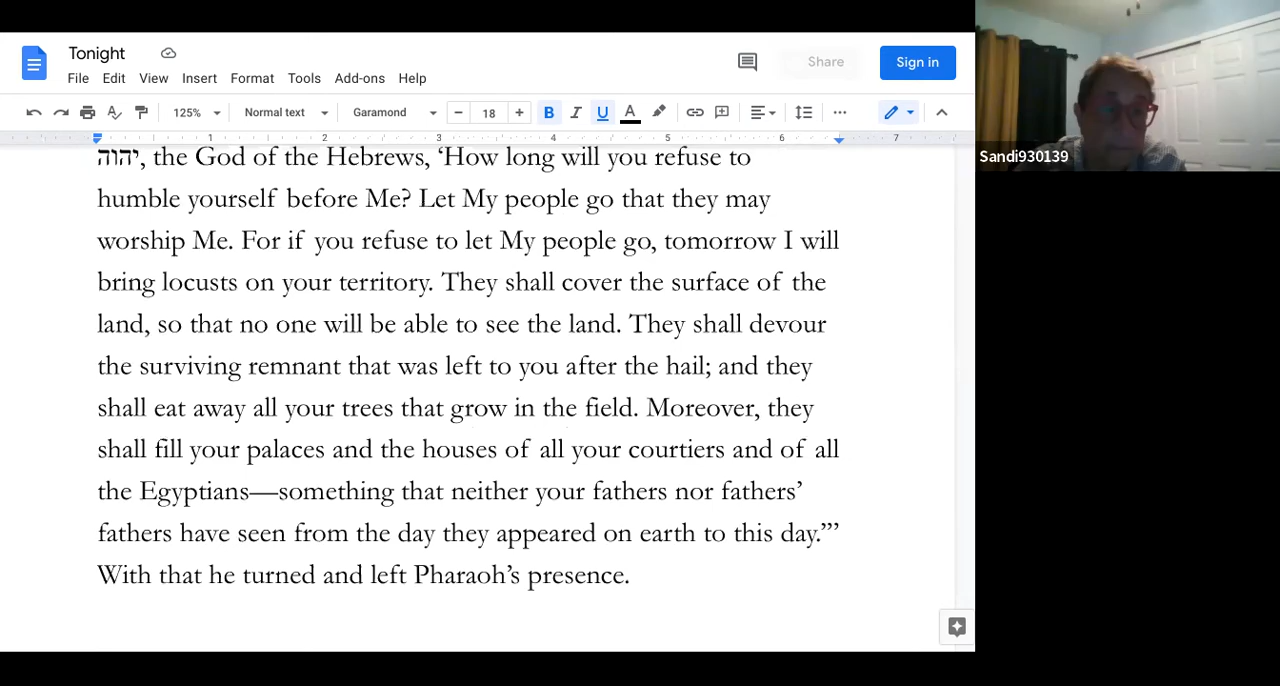 Tonight
File Edit View Insert Format Tools Add-ons Help
Share
Sign in
125% Normal text Garamond 18 B I U A
1 2 3 4 5 6 7
יהוה, the God of the Hebrews, ‘How long will you refuse to
humble yourself before Me? Let My people go that they may
worship Me. For if you refuse to let My people go, tomorrow I will
bring locusts on your territory. They shall cover the surface of the
land, so that no one will be able to see the land. They shall devour
the surviving remnant that was left to you after the hail; and they
shall eat away all your trees that grow in the field. Moreover, they
shall fill your palaces and the houses of all your courtiers and of all
the Egyptians—something that neither your fathers nor fathers’
fathers have seen from the day they appeared on earth to this day.’”
With that he turned and left Pharaoh’s presence.
Sandi930139